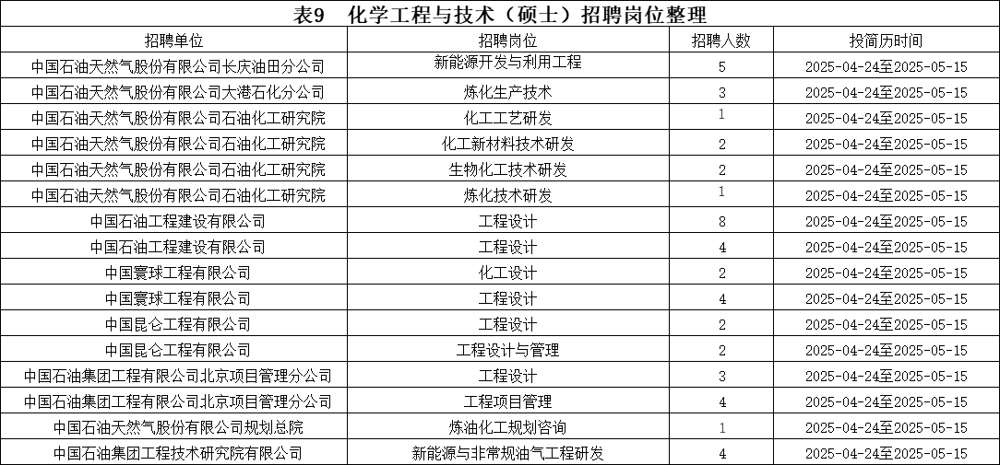 表9 化学工程与技术（硕士）招聘岗位整理
招聘单位 招聘岗位 招聘人数 投简历时间
中国石油天然气股份有限公司长庆油田分公司 新能源开发与利用工程 5 2025-04-24至2025-05-15
中国石油天然气股份有限公司大港石化分公司 炼化生产技术 3 2025-04-24至2025-05-15
中国石油天然气股份有限公司石油化工研究院 化工工艺研发 1 2025-04-24至2025-05-15
中国石油天然气股份有限公司石油化工研究院 化工新材料技术研发 2 2025-04-24至2025-05-15
中国石油天然气股份有限公司石油化工研究院 生物化工技术研发 2 2025-04-24至2025-05-15
中国石油天然气股份有限公司石油化工研究院 炼化技术研发 1 2025-04-24至2025-05-15
中国石油工程建设有限公司 工程设计 8 2025-04-24至2025-05-15
中国石油工程建设有限公司 工程设计 4 2025-04-24至2025-05-15
中国寰球工程有限公司 化工设计 2 2025-04-24至2025-05-15
中国寰球工程有限公司 工程设计 4 2025-04-24至2025-05-15
中国昆仑工程有限公司 工程设计 2 2025-04-24至2025-05-15
中国昆仑工程有限公司 工程设计与管理 2 2025-04-24至2025-05-15
中国石油集团工程有限公司北京项目管理分公司 工程设计 3 2025-04-24至2025-05-15
中国石油集团工程有限公司北京项目管理分公司 工程项目管理 4 2025-04-24至2025-05-15
中国石油天然气股份有限公司规划总院 炼油化工规划咨询 1 2025-04-24至2025-05-15
中国石油集团工程技术研究院有限公司 新能源与非常规油气工程研发 4 2025-04-24至2025-05-15